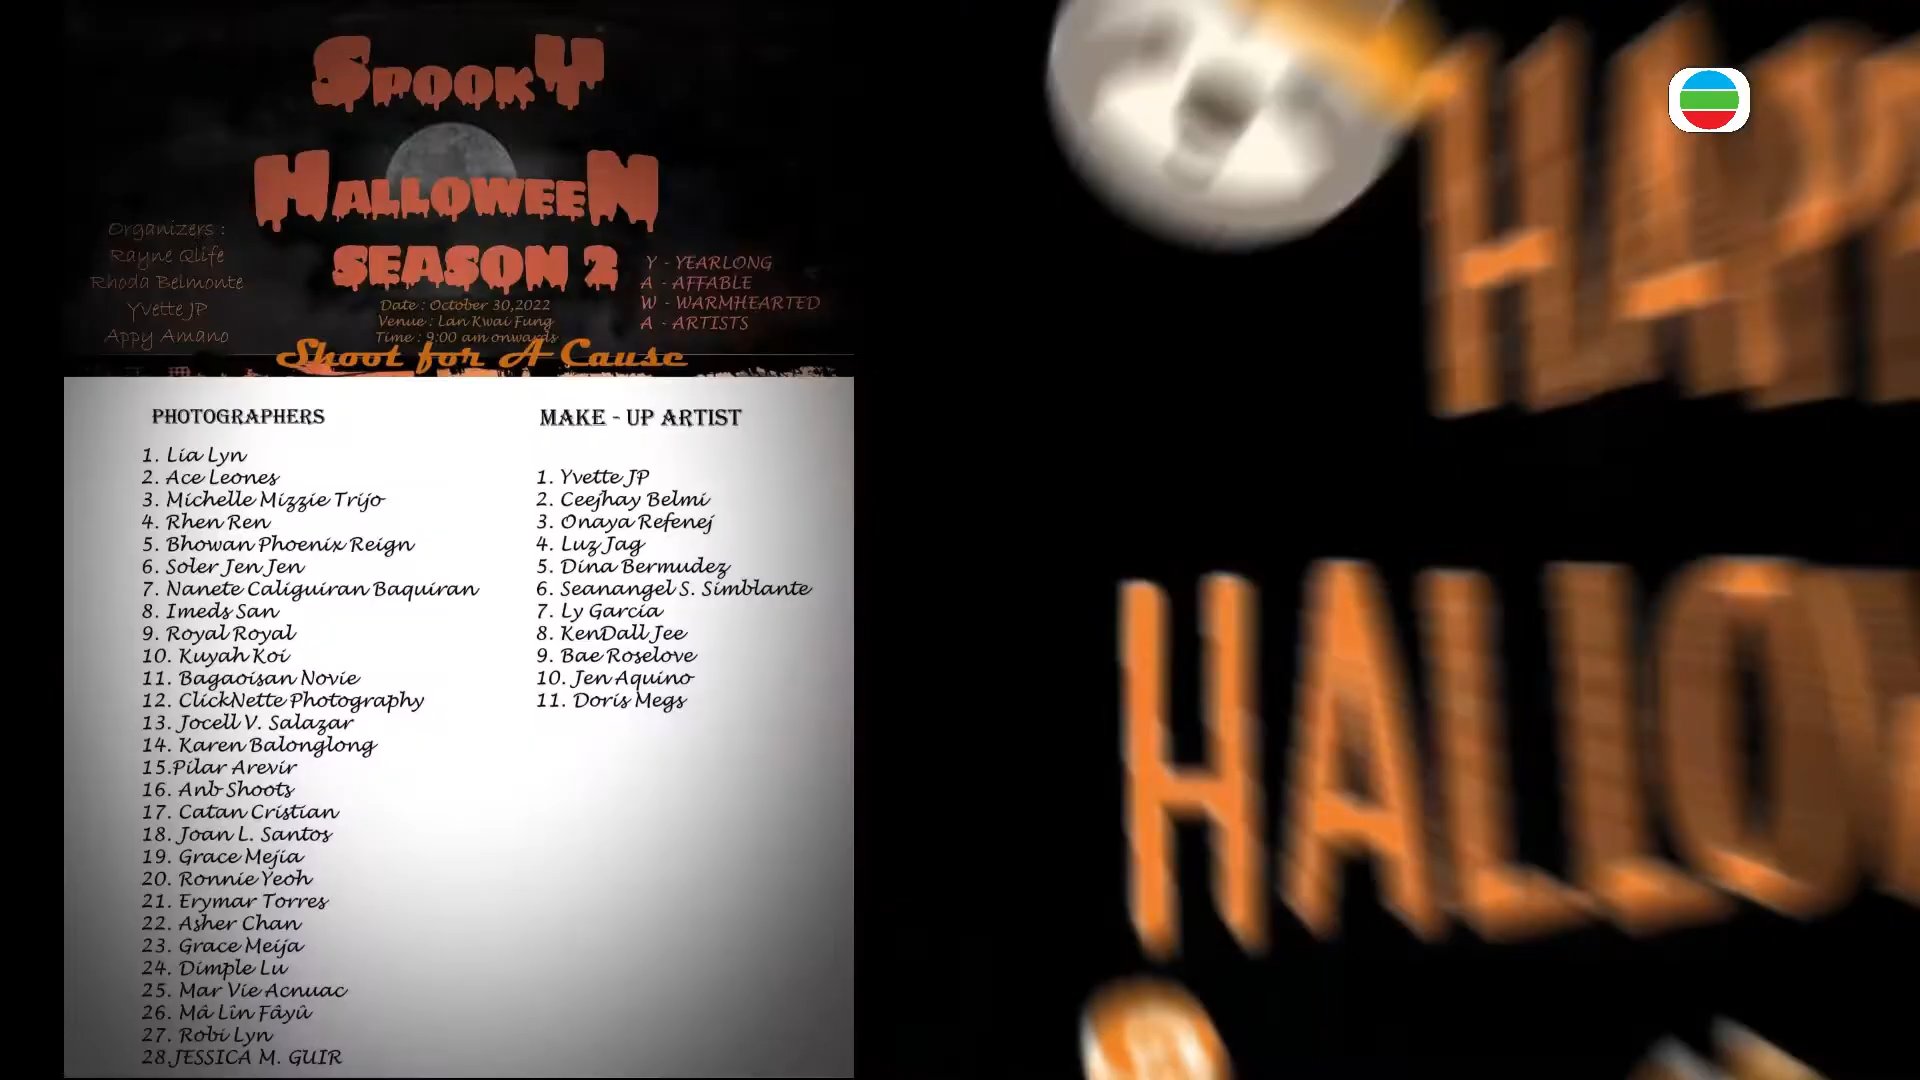 SPOOKY
HALLOWEEN
SEASON 2
Organizers :
Rayne Qlife
Rhoda Belmonte
Yvette JP
Appy Amano
Date : October 30,2022
Venue : Lan Kwai Fung
Time : 9:00 am onwards
Y - YEARLONG
A - AFFABLE
W - WARMHEARTED
A - ARTISTS
Shoot for A Cause
PHOTOGRAPHERS
1. Lia Lyn
2. Ace Leones
3. Michelle Mizzie Trijo
4. Rhen Ren
5. Bhowan Phoenix Reign
6. Soler Jen Jen
7. Nanete Caliguiran Baquiran
8. Imeds San
9. Royal Royal
10. Kuyah Koi
11. Bagaoisan Novie
12. ClickNette Photography
13. Jocell V. Salazar
14. Karen Balonglong
15.Pilar Arevir
16. Anb Shoots
17. Catan Cristian
18. Joan L. Santos
19. Grace Mejia
20. Ronnie Yeoh
21. Erymar Torres
22. Asher Chan
23. Grace Meija
24. Dimple Lu
25. Mar Vie Acnuac
26. Mâ Lîn Fâyû
27. Robi Lyn
28.JESSICA M. GUIR
MAKE - UP ARTIST
1. Yvette JP
2. Ceejhay Belmi
3. Onaya Refenej
4. Luz Jag
5. Dina Bermudez
6. Seanangel S. Simblante
7. Ly Garcia
8. KenDall Jee
9. Bae Roselove
10. Jen Aquino
11. Doris Megs
HAPP
HALLOW